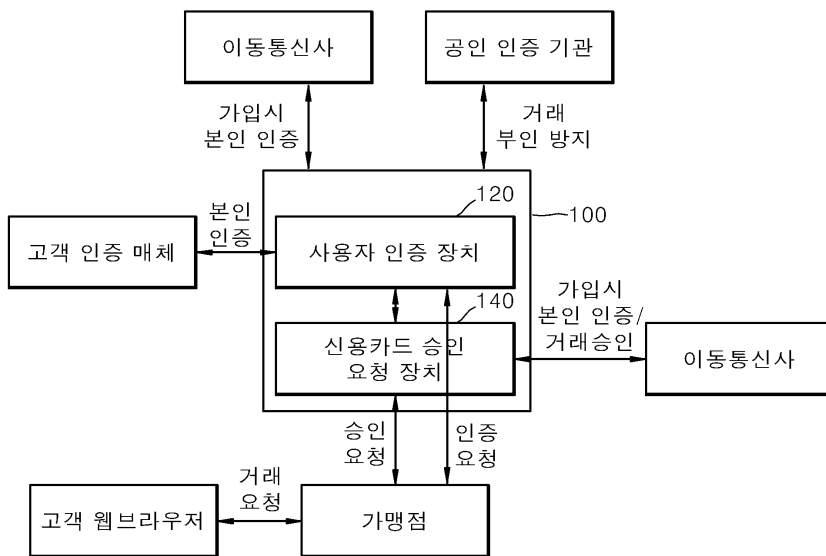 이동통신사
공인 인증 기관
가입시
본인 인증
거래
부인 방지
120
100
본인
인증
고객 인증 매체
사용자 인증 장치
140
가입시
본인 인증/
거래승인
신용카드 승인
요청 장치
이동통신사
승인
요청
인증
요청
거래
요청
고객 웹브라우저
가맹점